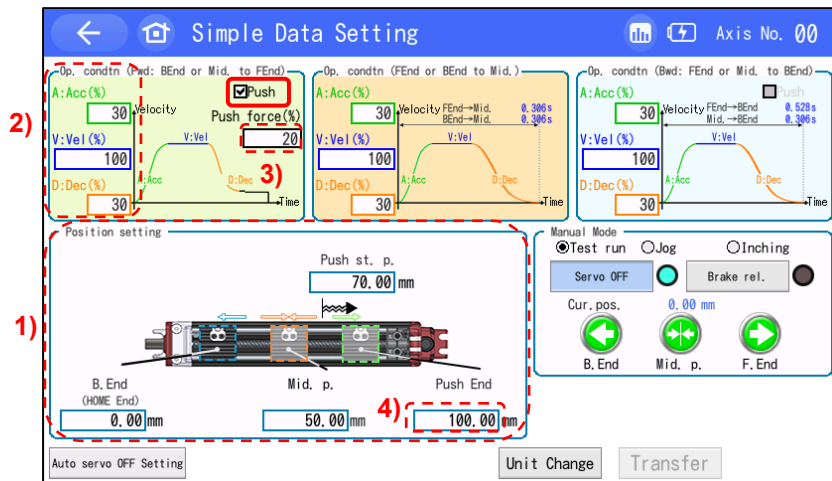 Simple Data Setting
Axis No. 00
Op. condtn (Fwd: BEnd or Mid. to FEnd)
A:Acc(%)
30
Velocity
Push
Push force(%)
20
V:Vel(%)
100
V:Vel
3)
D:Dec(%)
30
A:Acc
D:Dec
Time
2)
Op. condtn (FEnd or BEnd to Mid.)
A:Acc(%)
30
Velocity
FEnd→Mid. 0.306s
BEnd→Mid. 0.306s
V:Vel(%)
100
V:Vel
D:Dec(%)
30
A:Acc
D:Dec
Time
Op. condtn (Bwd: FEnd or Mid. to BEnd)
A:Acc(%)
30
Push
Velocity
FEnd→BEnd 0.528s
Mid.→BEnd 0.306s
V:Vel(%)
100
V:Vel
D:Dec(%)
30
A:Acc
D:Dec
Time
1)
Position setting
Push st. p.
70.00 mm
B.End
(HOME End)
0.00 mm
Mid. p.
50.00 mm
Push End
4)
100.00 mm
Manual Mode
Test run Jog Inching
Servo OFF
Brake rel.
Cur.pos. 0.00 mm
B.End Mid. p. F.End
Auto servo OFF Setting
Unit Change
Transfer